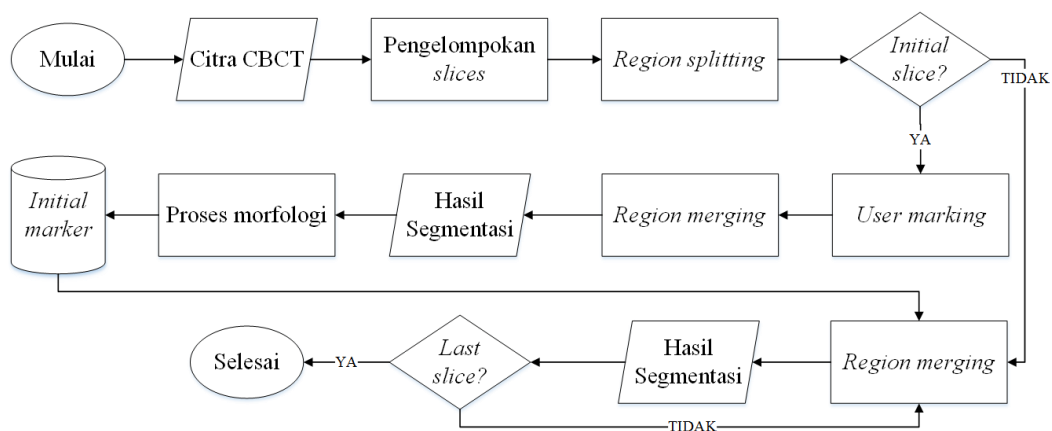 Mulai
Citra CBCT
Pengelompokan
slices
Region splitting
Initial
slice?
TIDAK
YA
Initial
marker
Proses morfologi
Hasil
Segmentasi
Region merging
User marking
Selesai
YA
Last
slice?
Hasil
Segmentasi
Region merging
TIDAK